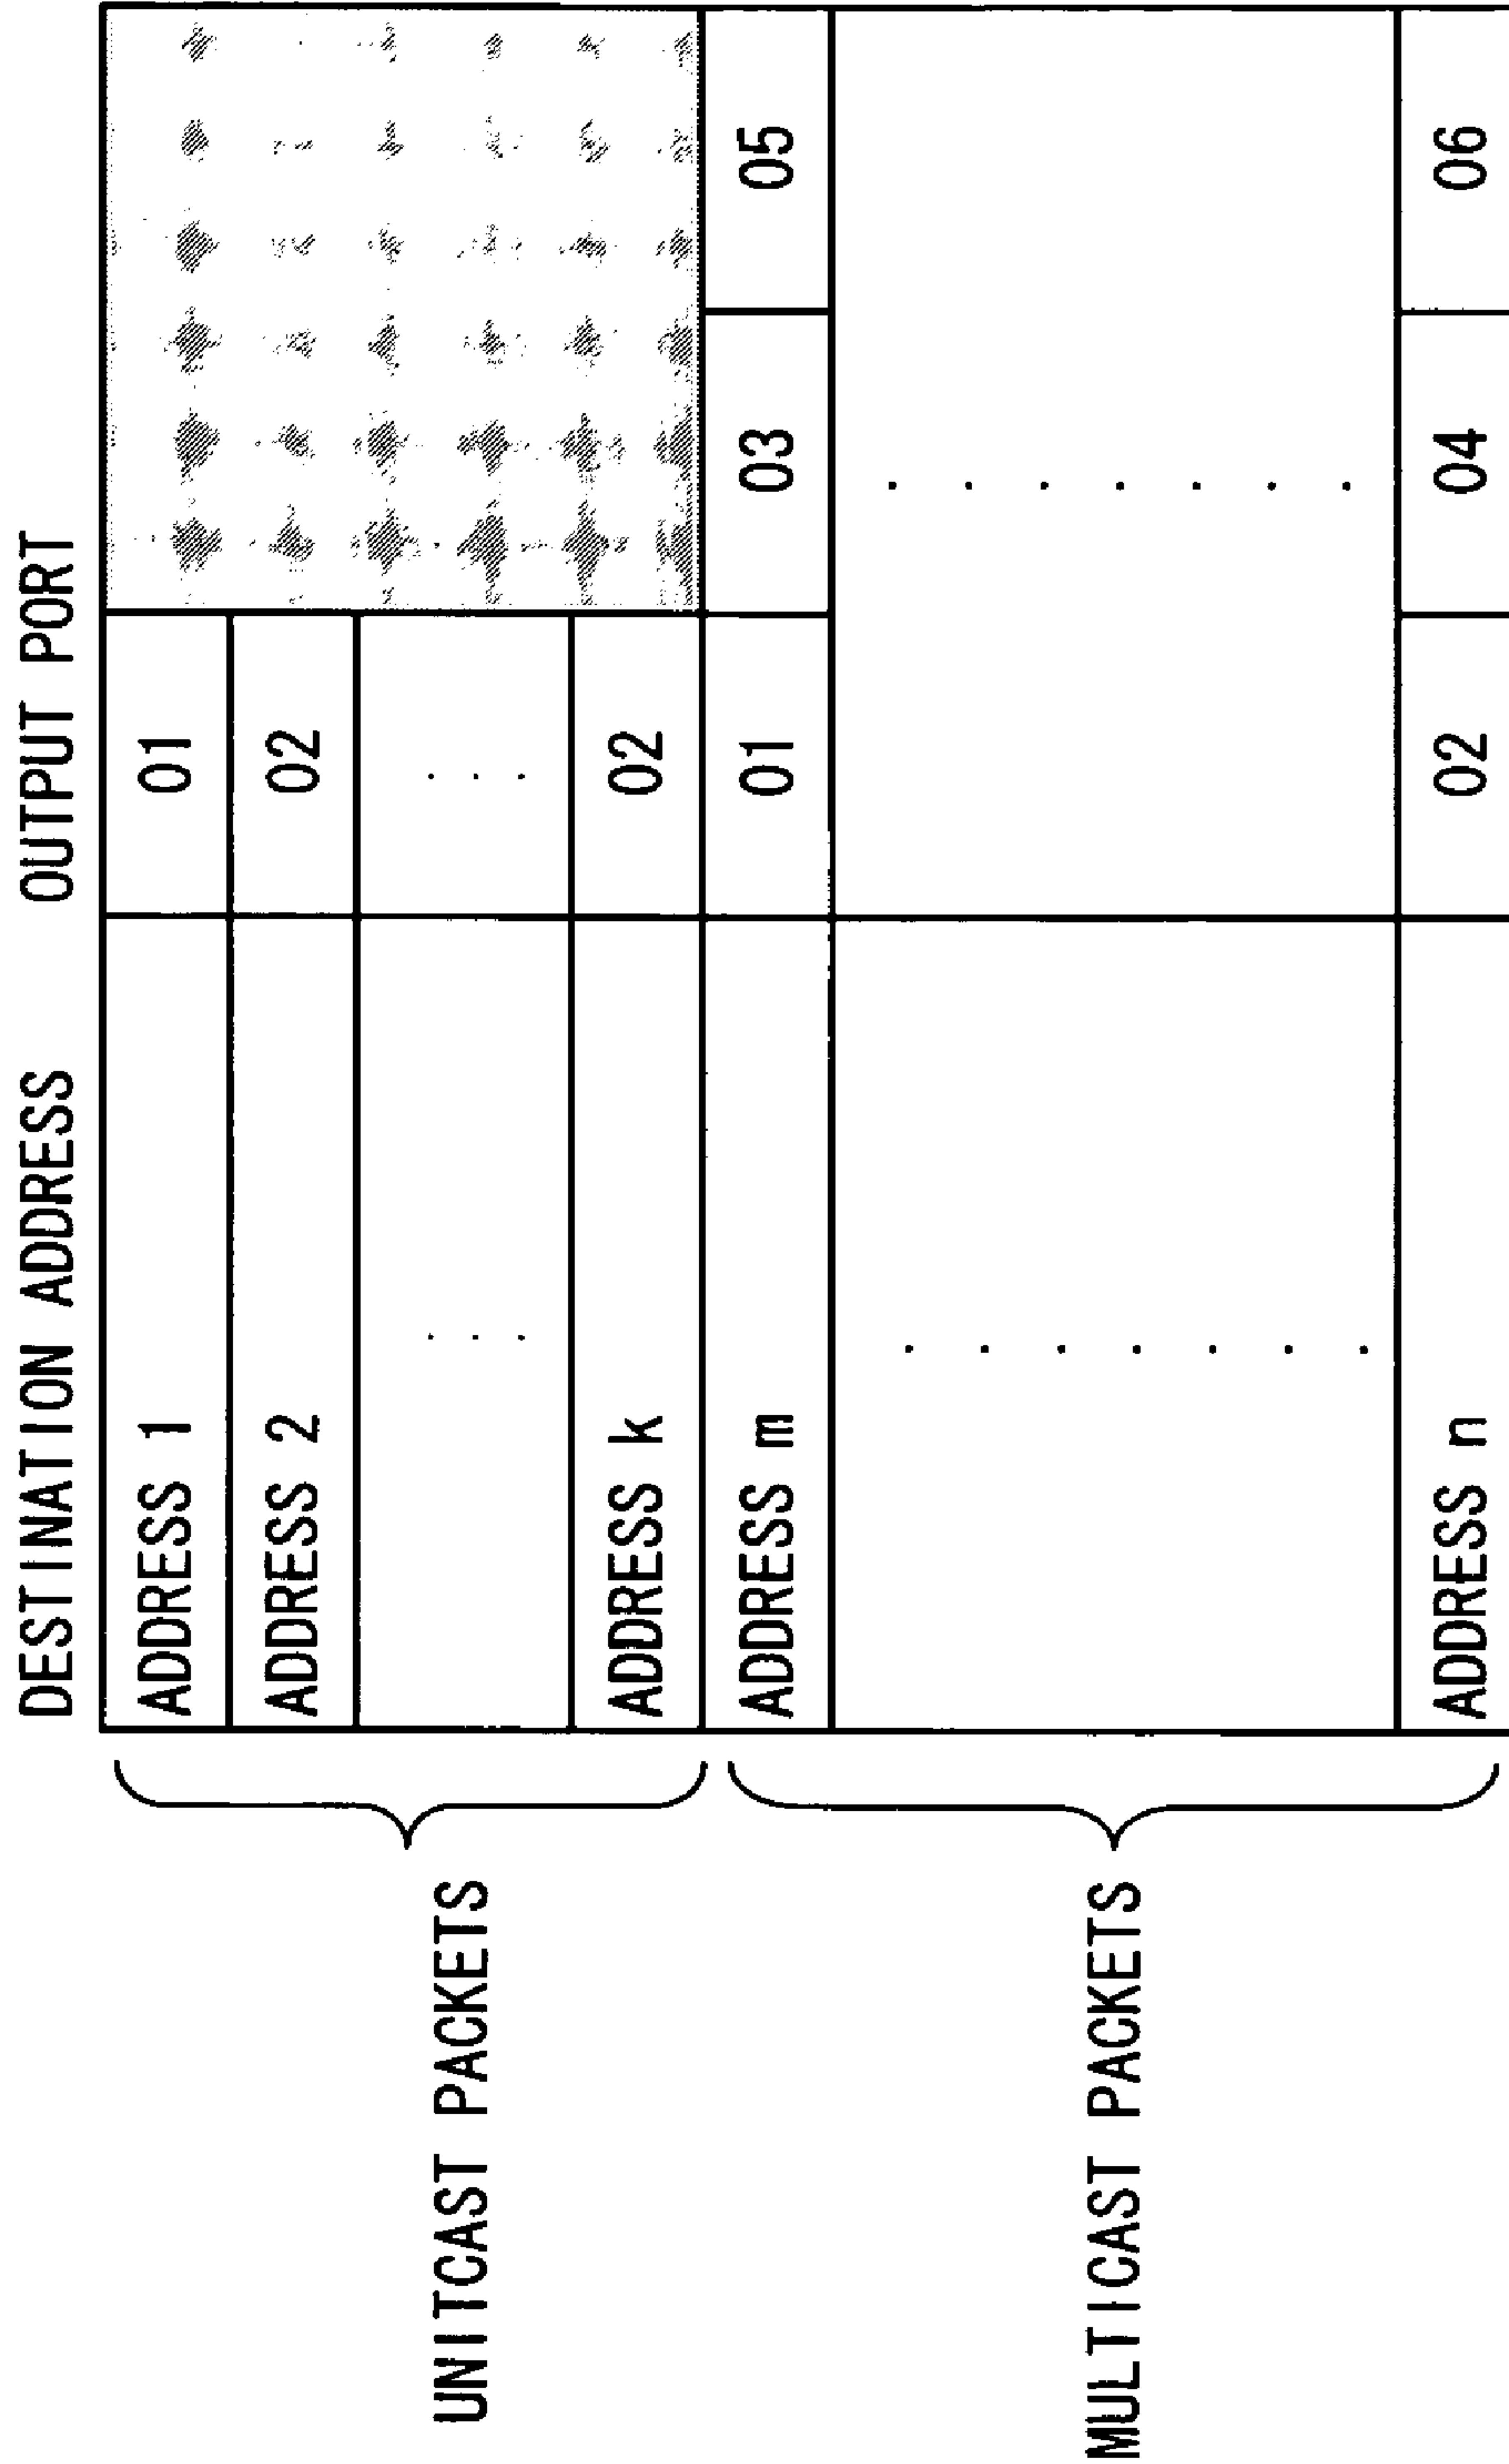 DESTINATION ADDRESS OUTPUT PORT
UNITCAST PACKETS
ADDRESS 1 01
ADDRESS 2 02
. . . . . .
ADDRESS k 02
MULTICAST PACKETS
ADDRESS m 01 03 05
. . . . . . . . . . . . . .
ADDRESS n 02 04 06